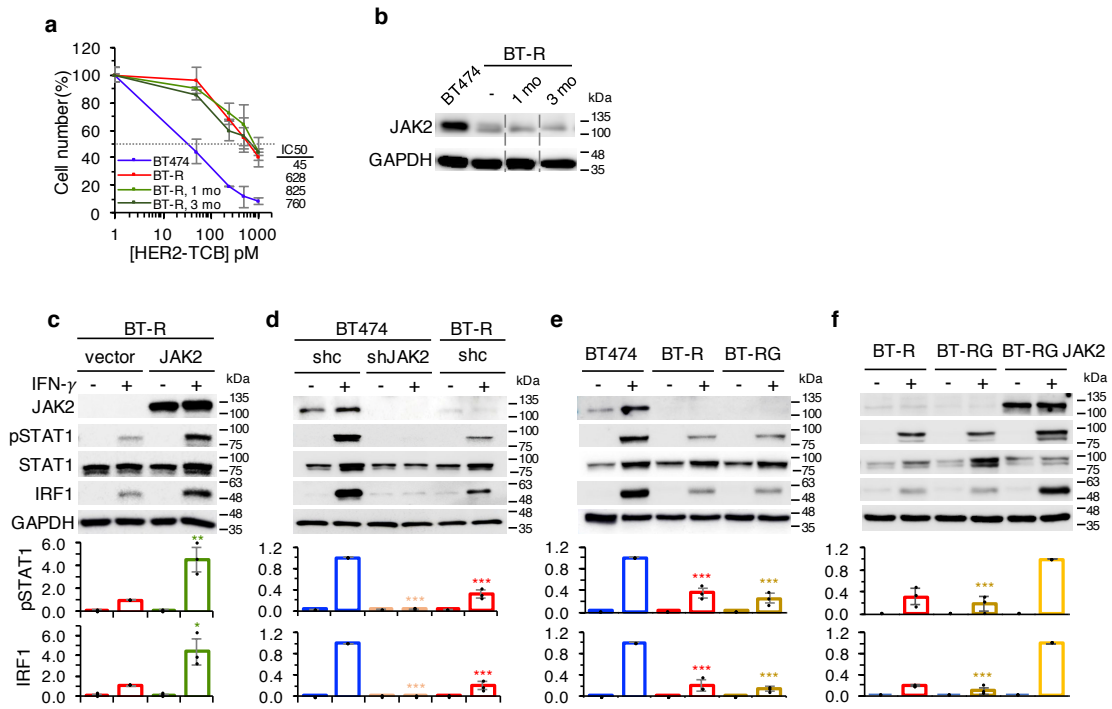 a
120
100
80
60
40
20
0
Cell number(%)
1
10
100
1000
[HER2-TCB] pM
BT474
BT-R
BT-R, 1 mo
BT-R, 3 mo
IC50
45
628
825
760
b
BT-R
BT474
-
1 mo
3 mo
kDa
JAK2
135
100
GAPDH
48
35
c
BT-R
vector JAK2
IFN-γ - + - + kDa
JAK2 135
100
pSTAT1 100
75
STAT1 100
75
IRF1 63
48
GAPDH 48
35
pSTAT1
6.0
4.0
2.0
0.0
**
IRF1
6.0
4.0
2.0
0.0
*
d
BT474 BT-R
shc shJAK2 shc
- + - + - + kDa
135
100
100
75
100
75
63
48
48
35
1.2
0.8
0.4
0.0
*** ***
1.2
0.8
0.4
0.0
*** ***
e
BT474 BT-R BT-RG
- + - + - + kDa
135
100
100
75
100
75
63
48
48
35
1.2
0.8
0.4
0.0
*** ***
1.2
0.8
0.4
0.0
*** ***
f
BT-R BT-RG BT-RG JAK2
- + - + - + kDa
135
100
100
75
100
75
63
48
48
35
1.2
0.8
0.4
0.0
***
1.2
0.8
0.4
0.0
***